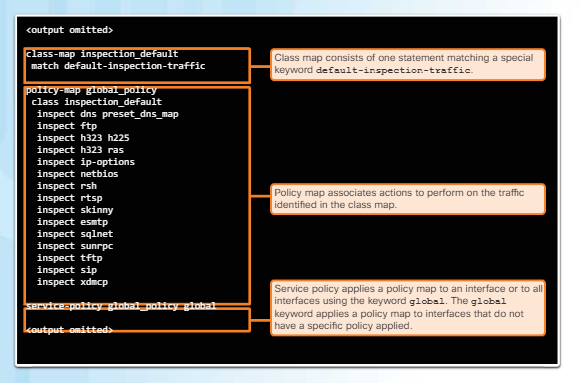 <output omitted>
class-map inspection_default
match default-inspection-traffic
Class map consists of one statement matching a special
keyword default-inspection-traffic.
policy-map global_policy
class inspection_default
inspect dns preset_dns_map
inspect ftp
inspect h323 h225
inspect h323 ras
inspect ip-options
inspect netbios
inspect rsh
inspect rtsp
inspect skinny
inspect esmtp
inspect sqlnet
inspect sunrpc
inspect tftp
inspect sip
inspect xdmcp
Policy map associates actions to perform on the traffic
identified in the class map.
service-policy global_policy global
Service policy applies a policy map to an interface or to all
interfaces using the keyword global. The global
keyword applies a policy map to interfaces that do not
have a specific policy applied.
<output omitted>